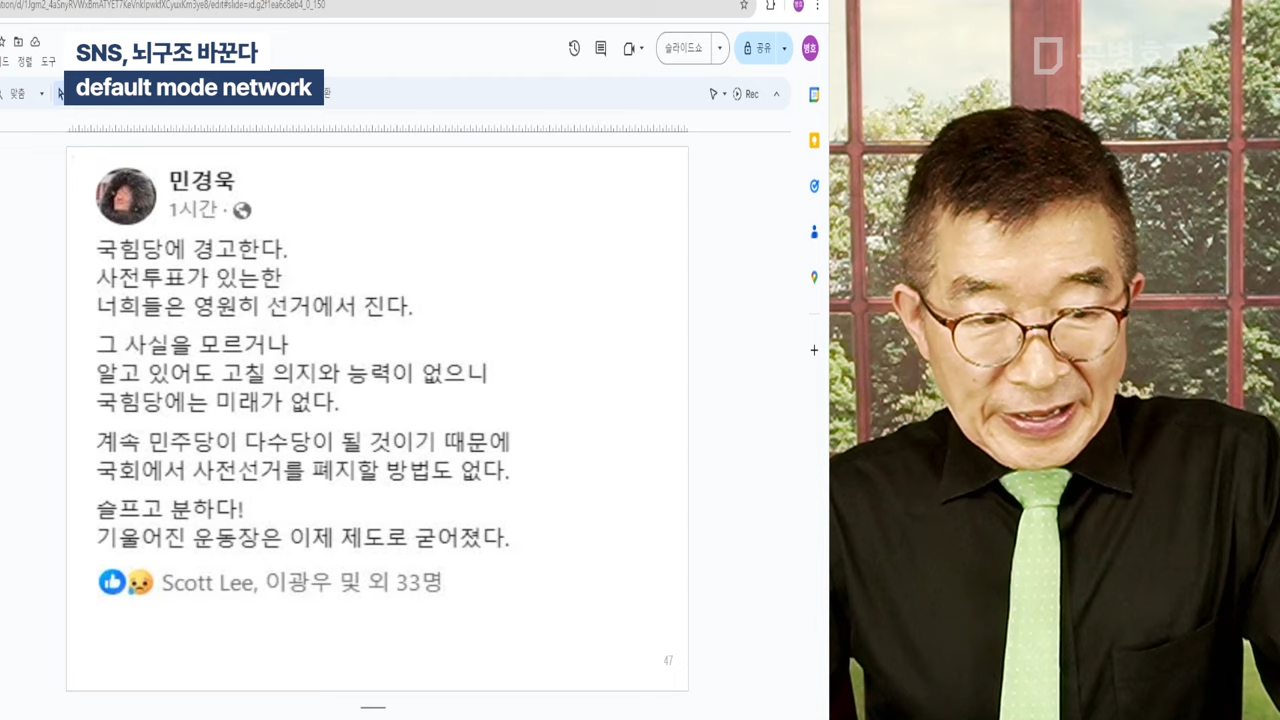 SNS, 뇌구조 바꾼다
default mode network
정렬 도구
슬라이드쇼
공유
병호
맞춤
Rec
민경욱
1시간
국힘당에 경고한다.
사전투표가 있는한
너희들은 영원히 선거에서 진다.
그 사실을 모르거나
알고 있어도 고칠 의지와 능력이 없으니
국힘당에는 미래가 없다.
계속 민주당이 다수당이 될 것이기 때문에
국회에서 사전선거를 폐지할 방법도 없다.
슬프고 분하다!
기울어진 운동장은 이제 제도로 굳어졌다.
Scott Lee, 이광우 및 외 33명
47